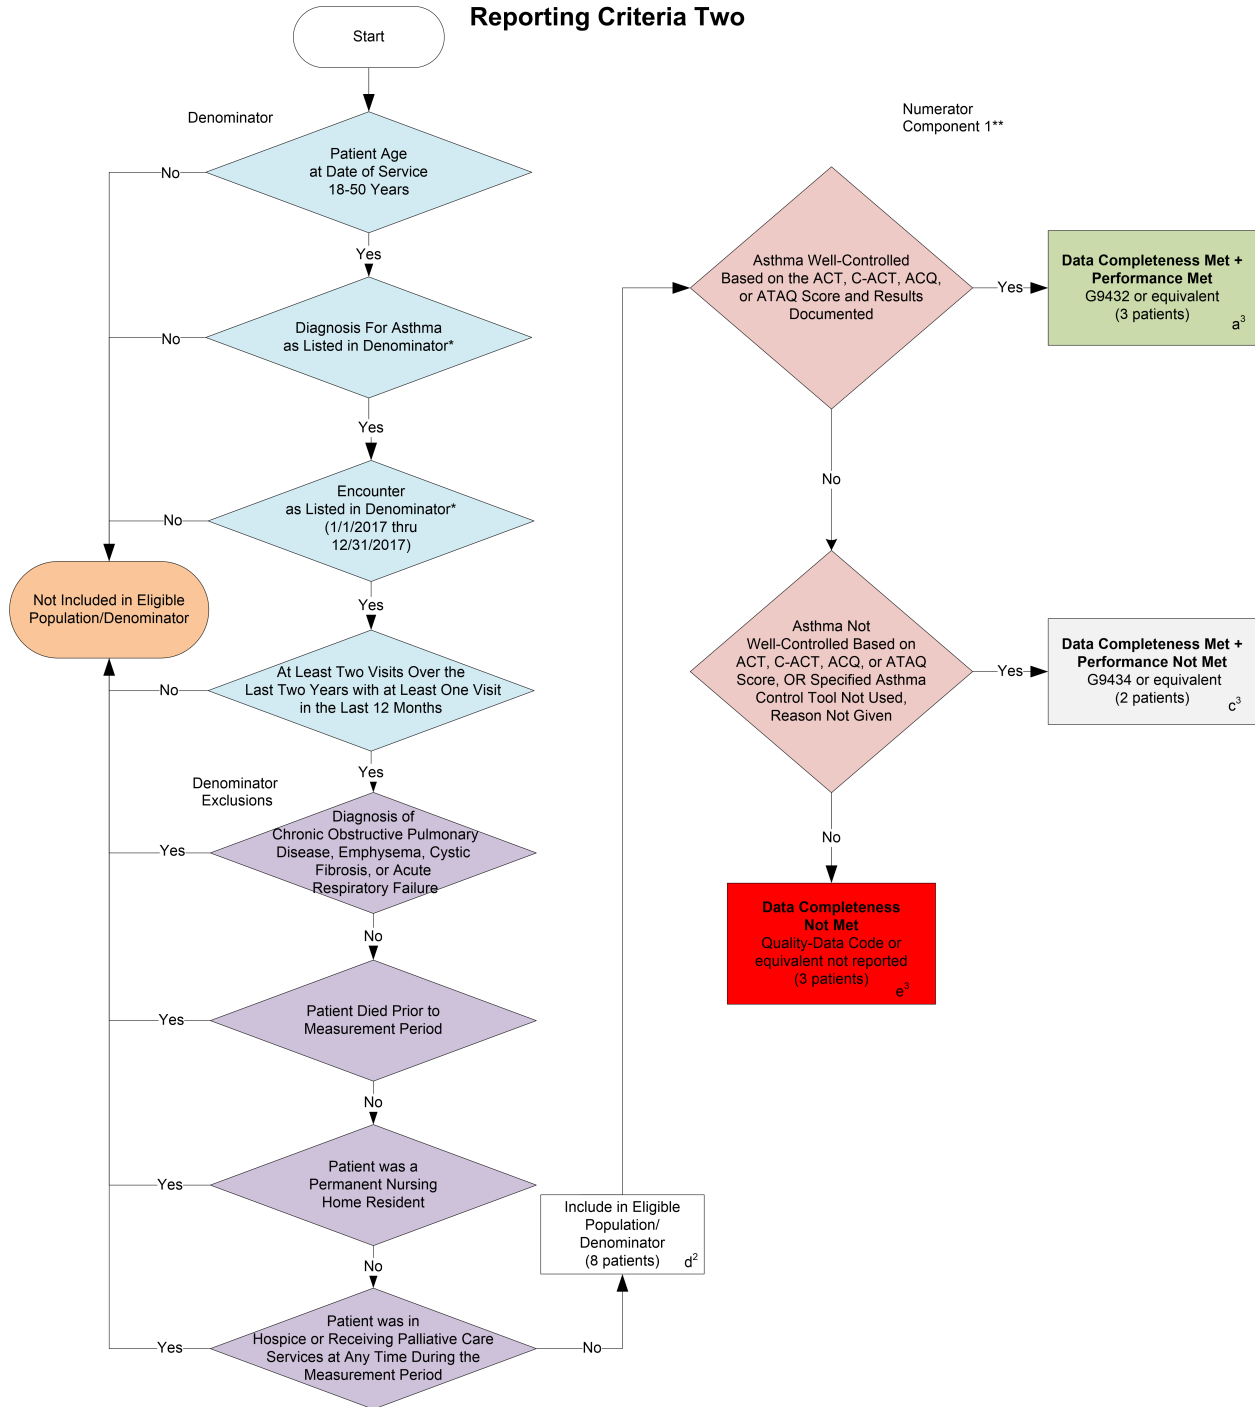 Reporting Criteria Two
Start
Denominator
Patient Age
at Date of Service
18-50 Years
No
Yes
Diagnosis For Asthma
as Listed in Denominator*
No
Yes
Encounter
as Listed in Denominator*
(1/1/2017 thru
12/31/2017)
No
Yes
Not Included in Eligible
Population/Denominator
At Least Two Visits Over the
Last Two Years with at Least One Visit
in the Last 12 Months
No
Yes
Denominator
Exclusions
Diagnosis of
Chronic Obstructive Pulmonary
Disease, Emphysema, Cystic
Fibrosis, or Acute
Respiratory Failure
Yes
No
Patient Died Prior to
Measurement Period
Yes
No
Patient was a
Permanent Nursing
Home Resident
Yes
No
Patient was in
Hospice or Receiving Palliative Care
Services at Any Time During the
Measurement Period
Yes
No
Include in Eligible
Population/
Denominator
(8 patients)
d²
Numerator
Component 1**
Asthma Well-Controlled
Based on the ACT, C-ACT, ACQ,
or ATAQ Score and Results
Documented
Yes
Data Completeness Met +
Performance Met
G9432 or equivalent
(3 patients)
a³
No
Asthma Not
Well-Controlled Based on
ACT, C-ACT, ACQ, or ATAQ
Score, OR Specified Asthma
Control Tool Not Used,
Reason Not Given
Yes
Data Completeness Met +
Performance Not Met
G9434 or equivalent
(2 patients)
c³
No
Data Completeness
Not Met
Quality-Data Code or
equivalent not reported
(3 patients)
e³